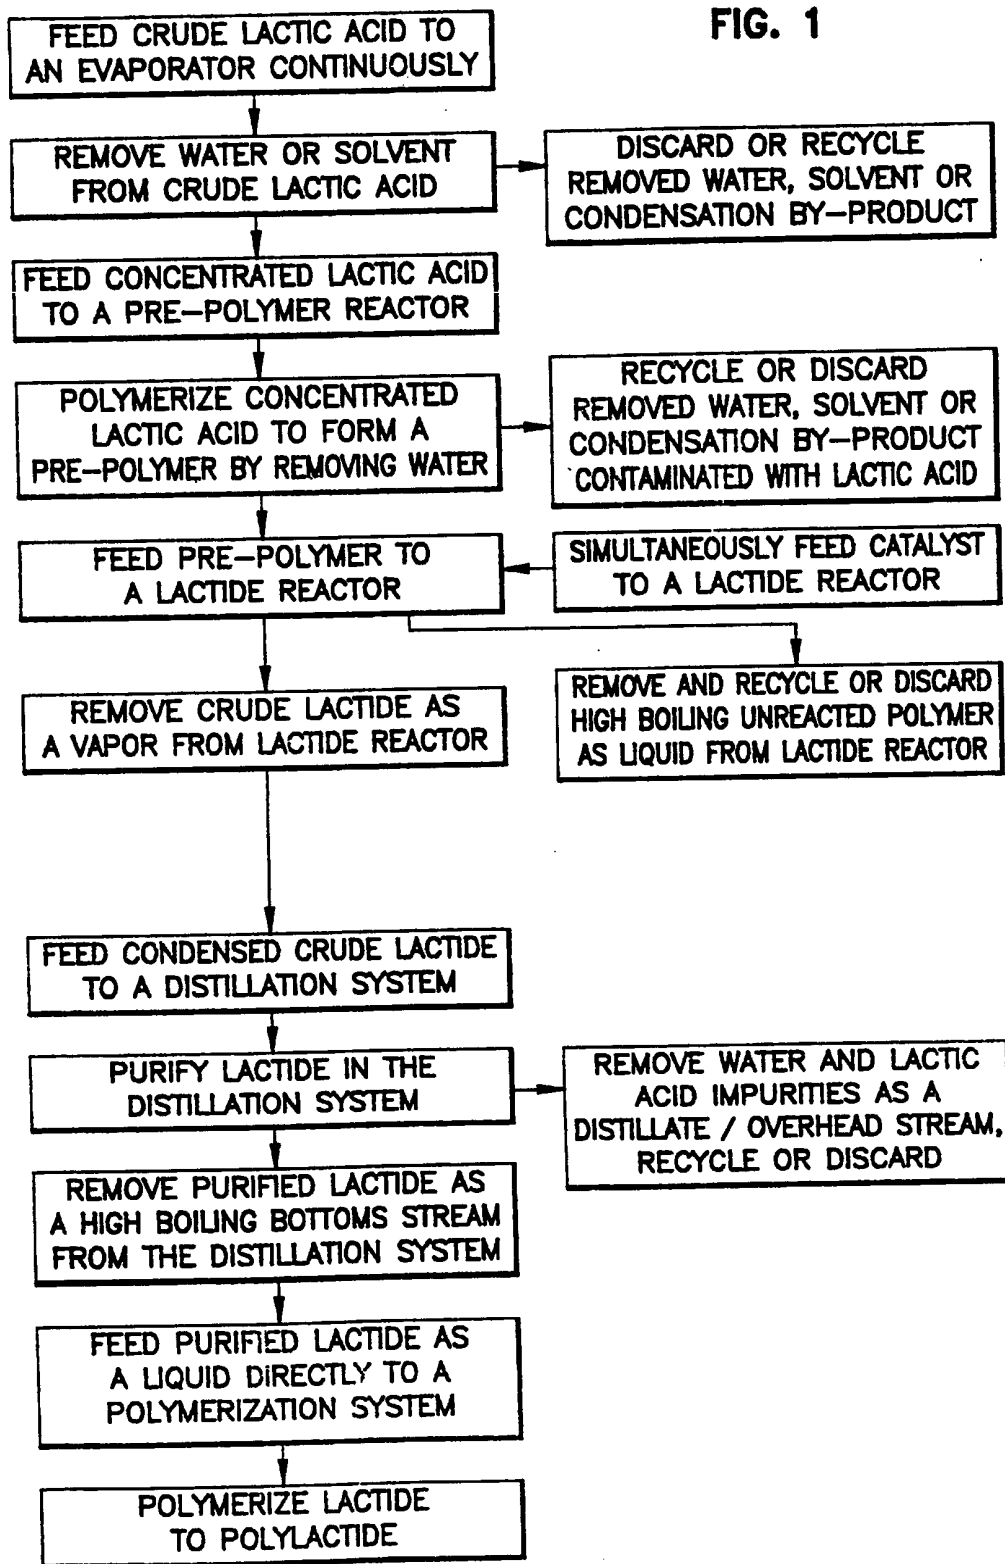 FIG. 1
FEED CRUDE LACTIC ACID TO
AN EVAPORATOR CONTINUOUSLY
REMOVE WATER OR SOLVENT
FROM CRUDE LACTIC ACID
DISCARD OR RECYCLE
REMOVED WATER, SOLVENT OR
CONDENSATION BY-PRODUCT
FEED CONCENTRATED LACTIC ACID
TO A PRE-POLYMER REACTOR
POLYMERIZE CONCENTRATED
LACTIC ACID TO FORM A
PRE-POLYMER BY REMOVING WATER
RECYCLE OR DISCARD
REMOVED WATER, SOLVENT OR
CONDENSATION BY-PRODUCT
CONTAMINATED WITH LACTIC ACID
FEED PRE-POLYMER TO
A LACTIDE REACTOR
SIMULTANEOUSLY FEED CATALYST
TO A LACTIDE REACTOR
REMOVE CRUDE LACTIDE AS
A VAPOR FROM LACTIDE REACTOR
REMOVE AND RECYCLE OR DISCARD
HIGH BOILING UNREACTED POLYMER
AS LIQUID FROM LACTIDE REACTOR
FEED CONDENSED CRUDE LACTIDE
TO A DISTILLATION SYSTEM
PURIFY LACTIDE IN THE
DISTILLATION SYSTEM
REMOVE WATER AND LACTIC
ACID IMPURITIES AS A
DISTILLATE / OVERHEAD STREAM,
RECYCLE OR DISCARD
REMOVE PURIFIED LACTIDE AS
A HIGH BOILING BOTTOMS STREAM
FROM THE DISTILLATION SYSTEM
FEED PURIFIED LACTIDE AS
A LIQUID DIRECTLY TO A
POLYMERIZATION SYSTEM
POLYMERIZE LACTIDE
TO POLYLACTIDE